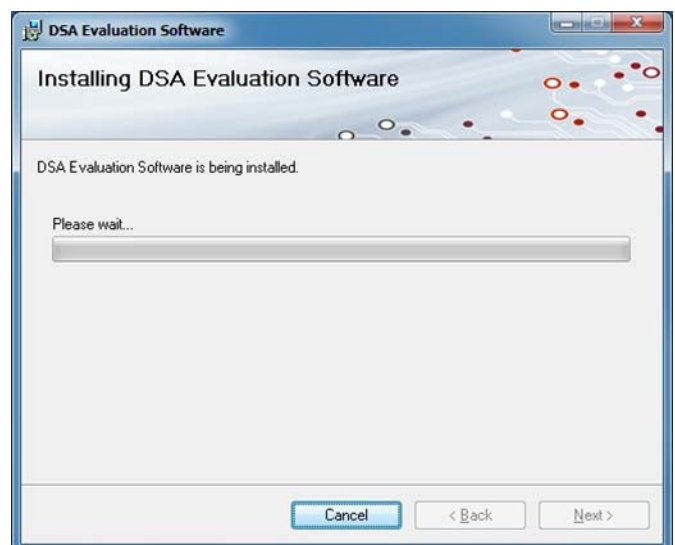 DSA Evaluation Software
Installing DSA Evaluation Software
DSA Evaluation Software is being installed.
Please wait...
Cancel
< Back
Next >